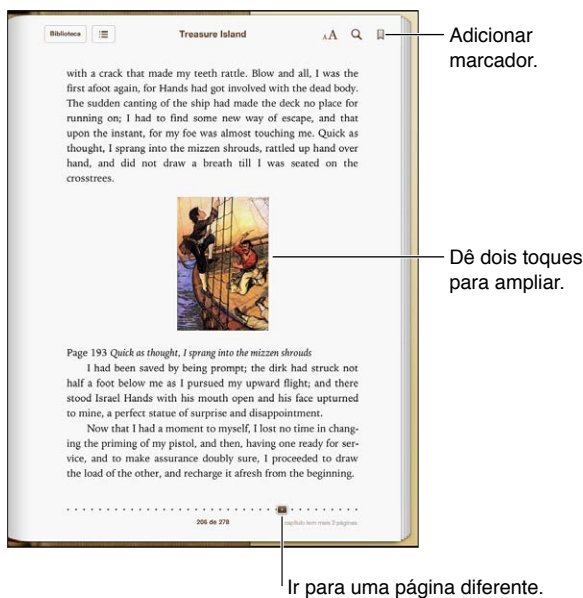 Biblioteca
Treasure Island
AA
Adicionar
marcador.
with a crack that made my teeth rattle. Blow and all, I was the
first afoot again, for Hands had got involved with the dead body.
The sudden canting of the ship had made the deck no place for
running on; I had to find some new way of escape, and that
upon the instant, for my foe was almost touching me. Quick as
thought, I sprang into the mizzen shrouds, rattled up hand over
hand, and did not draw a breath till I was seated on the
crosstrees.
Dê dois toques
para ampliar.
Page 193 Quick as thought, I sprang into the mizzen shrouds
I had been saved by being prompt; the dirk had struck not
half a foot below me as I pursued my upward flight; and there
stood Israel Hands with his mouth open and his face upturned
to mine, a perfect statue of surprise and disappointment.
Now that I had a moment to myself, I lost no time in chang-
ing the priming of my pistol, and then, having one ready for ser-
vice, and to make assurance doubly sure, I proceeded to draw
the load of the other, and recharge it afresh from the beginning.
206 de 278
capítulo tem mais 2 páginas.
Ir para uma página diferente.